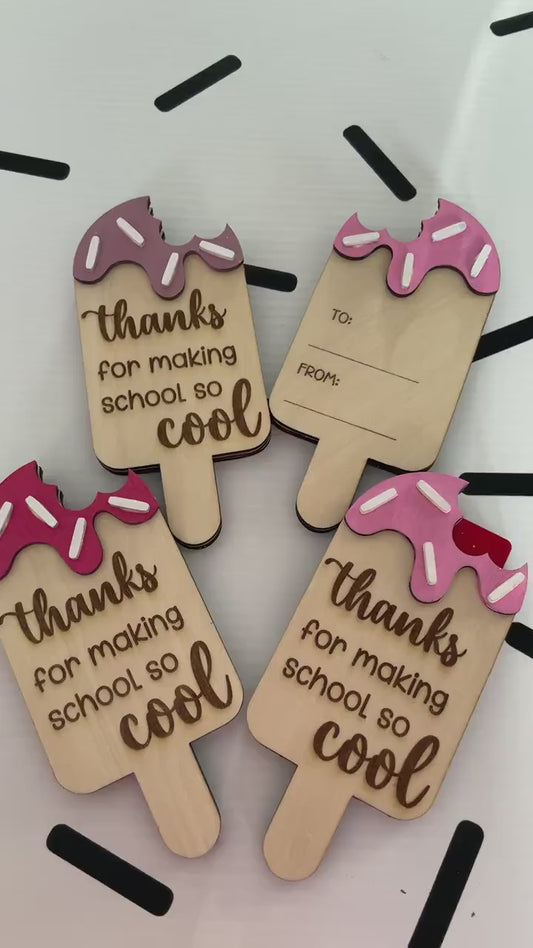 thanks
for making
school so
cool
TO:
FROM:
thanks
for making
school so
cool
thanks
for making
school so
cool